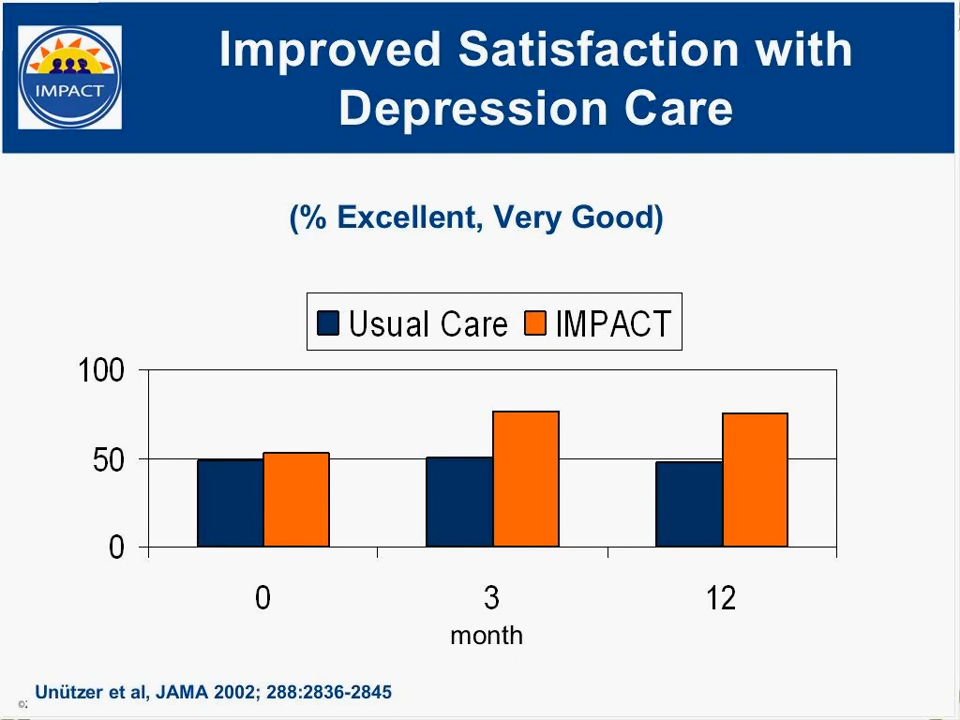 Improved Satisfaction with
Depression Care
IMPACT
(% Excellent, Very Good)
Usual Care IMPACT
100
50
0
0 3 12
month
Unützer et al, JAMA 2002; 288:2836-2845
©